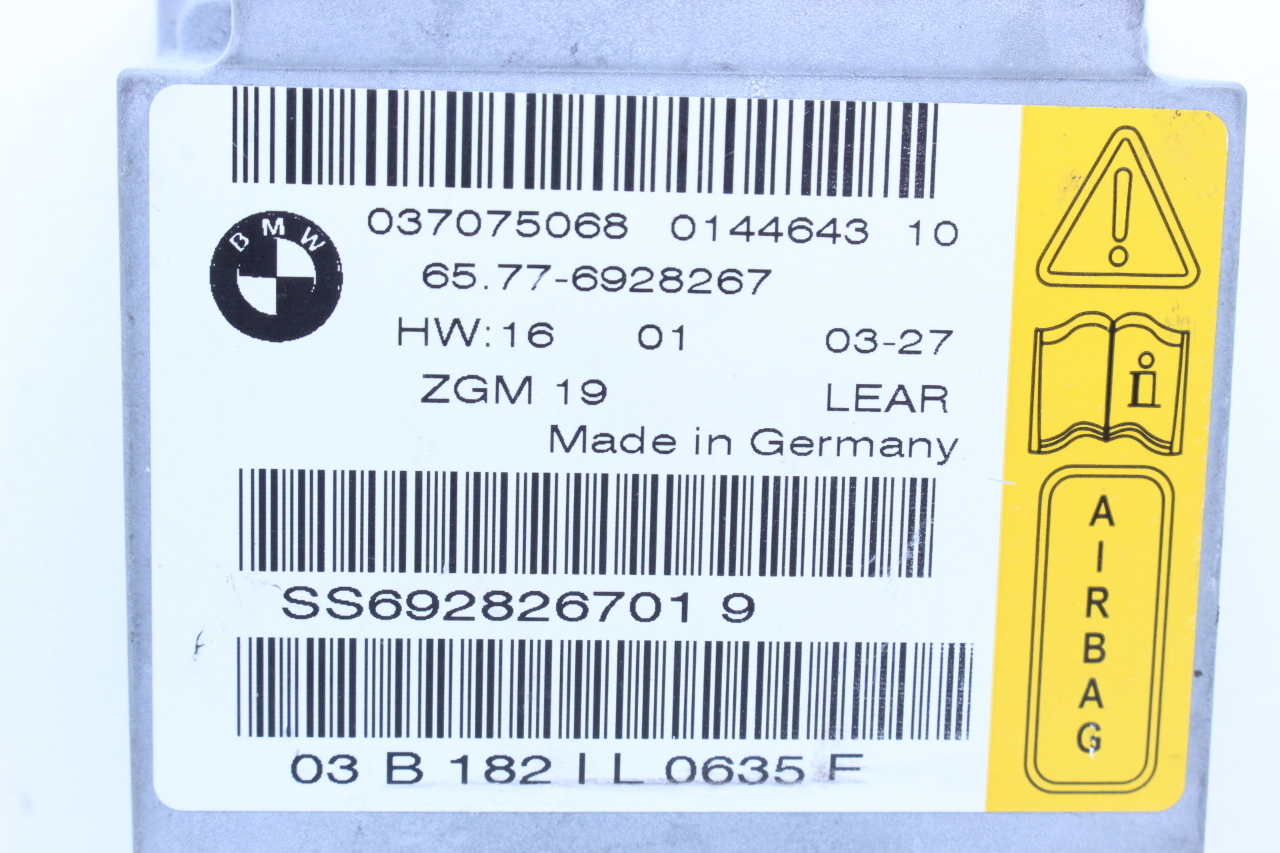 037075068 0144643 10
BMW
65.77-6928267
HW:16 01 03-27
ZGM 19 LEAR
Made in Germany
SS692826701 9
03 B 182 I L 0635
i
AIRBAG